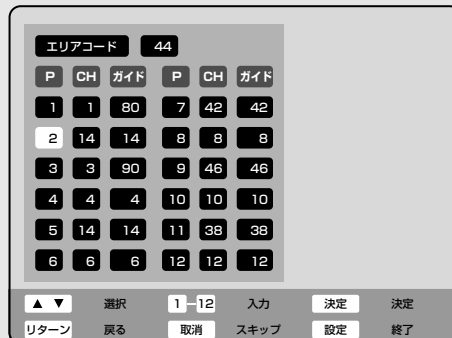 エリアコード 44
P CH ガイド P CH ガイド
1 1 80 7 42 42
2 14 14 8 8 8
3 3 90 9 46 46
4 4 4 10 10 10
5 14 14 11 38 38
6 6 6 12 12 12
▲ ▼ 選択 1-12 入力 決定 決定
リターン 戻る 取消 スキップ 設定 終了